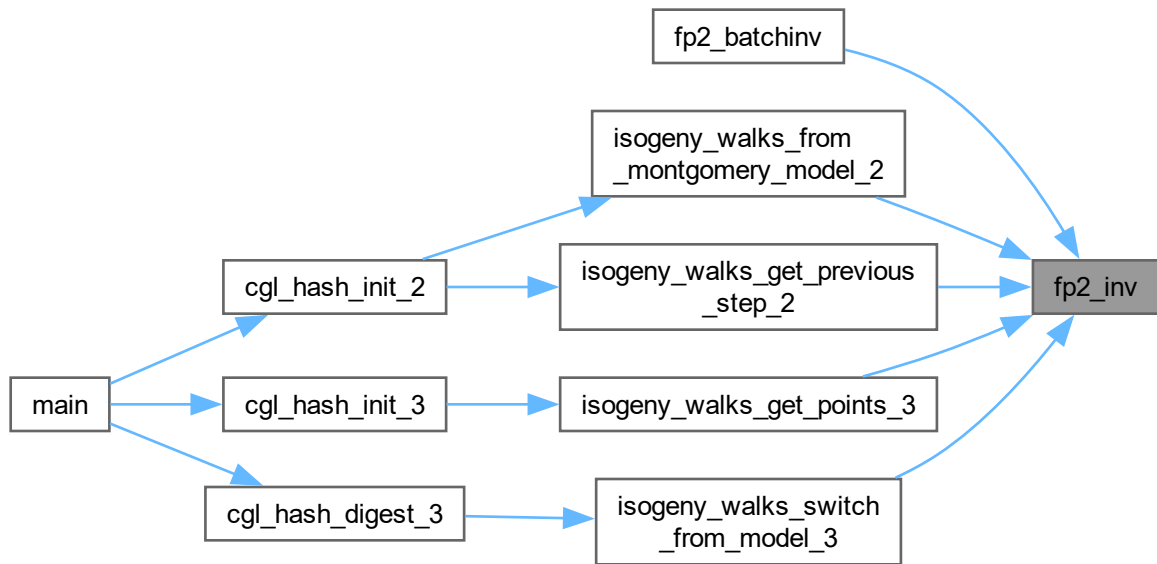 fp2_batchinv
isogeny_walks_from
_montgomery_model_2
cgl_hash_init_2
isogeny_walks_get_previous
_step_2
fp2_inv
main
cgl_hash_init_3
isogeny_walks_get_points_3
cgl_hash_digest_3
isogeny_walks_switch
_from_model_3